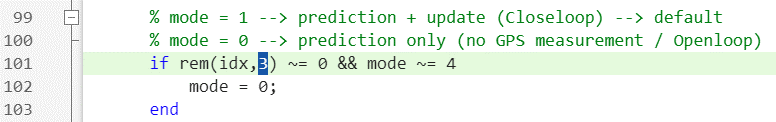 99 % mode = 1 --> prediction + update (Closeloop) --> default
100 % mode = 0 --> prediction only (no GPS measurement / Openloop)
101 if rem(idx,3) ~= 0 && mode ~= 4
102 mode = 0;
103 end